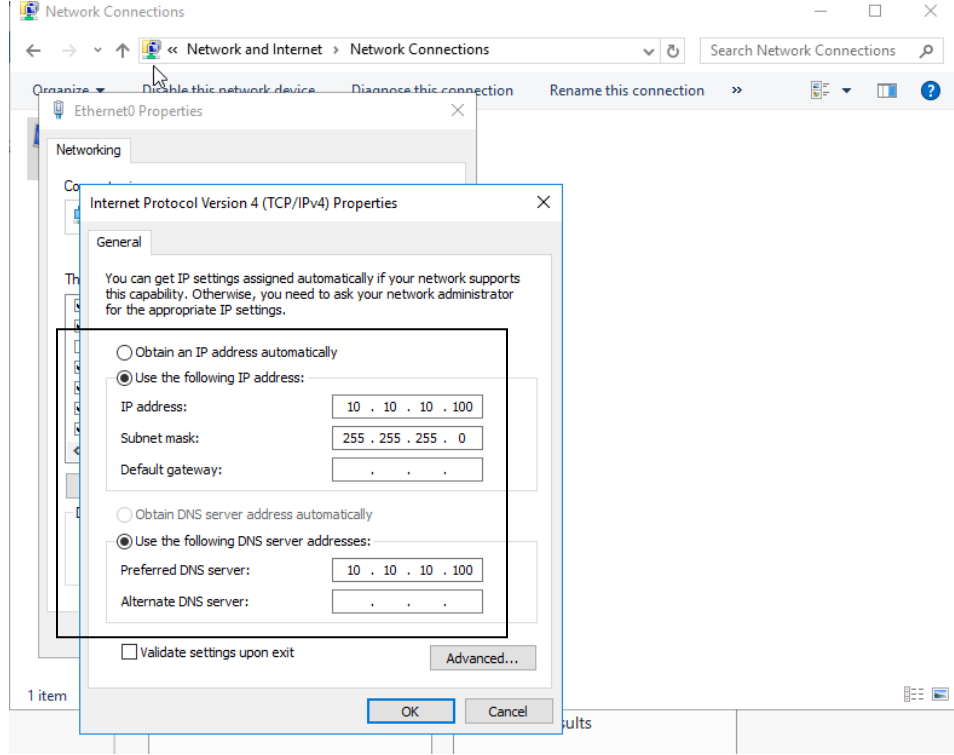 Network Connections
« Network and Internet › Network Connections
Search Network Connections
Organize Disable this network device Diagnose this connection Rename this connection »
Ethernet0 Properties
Networking
Internet Protocol Version 4 (TCP/IPv4) Properties
General
You can get IP settings assigned automatically if your network supports
this capability. Otherwise, you need to ask your network administrator
for the appropriate IP settings.
Obtain an IP address automatically
Use the following IP address:
IP address: 10 . 10 . 10 . 100
Subnet mask: 255 . 255 . 255 . 0
Default gateway: . . .
Obtain DNS server address automatically
Use the following DNS server addresses:
Preferred DNS server: 10 . 10 . 10 . 100
Alternate DNS server: . . .
Validate settings upon exit
Advanced...
1 item
OK Cancel